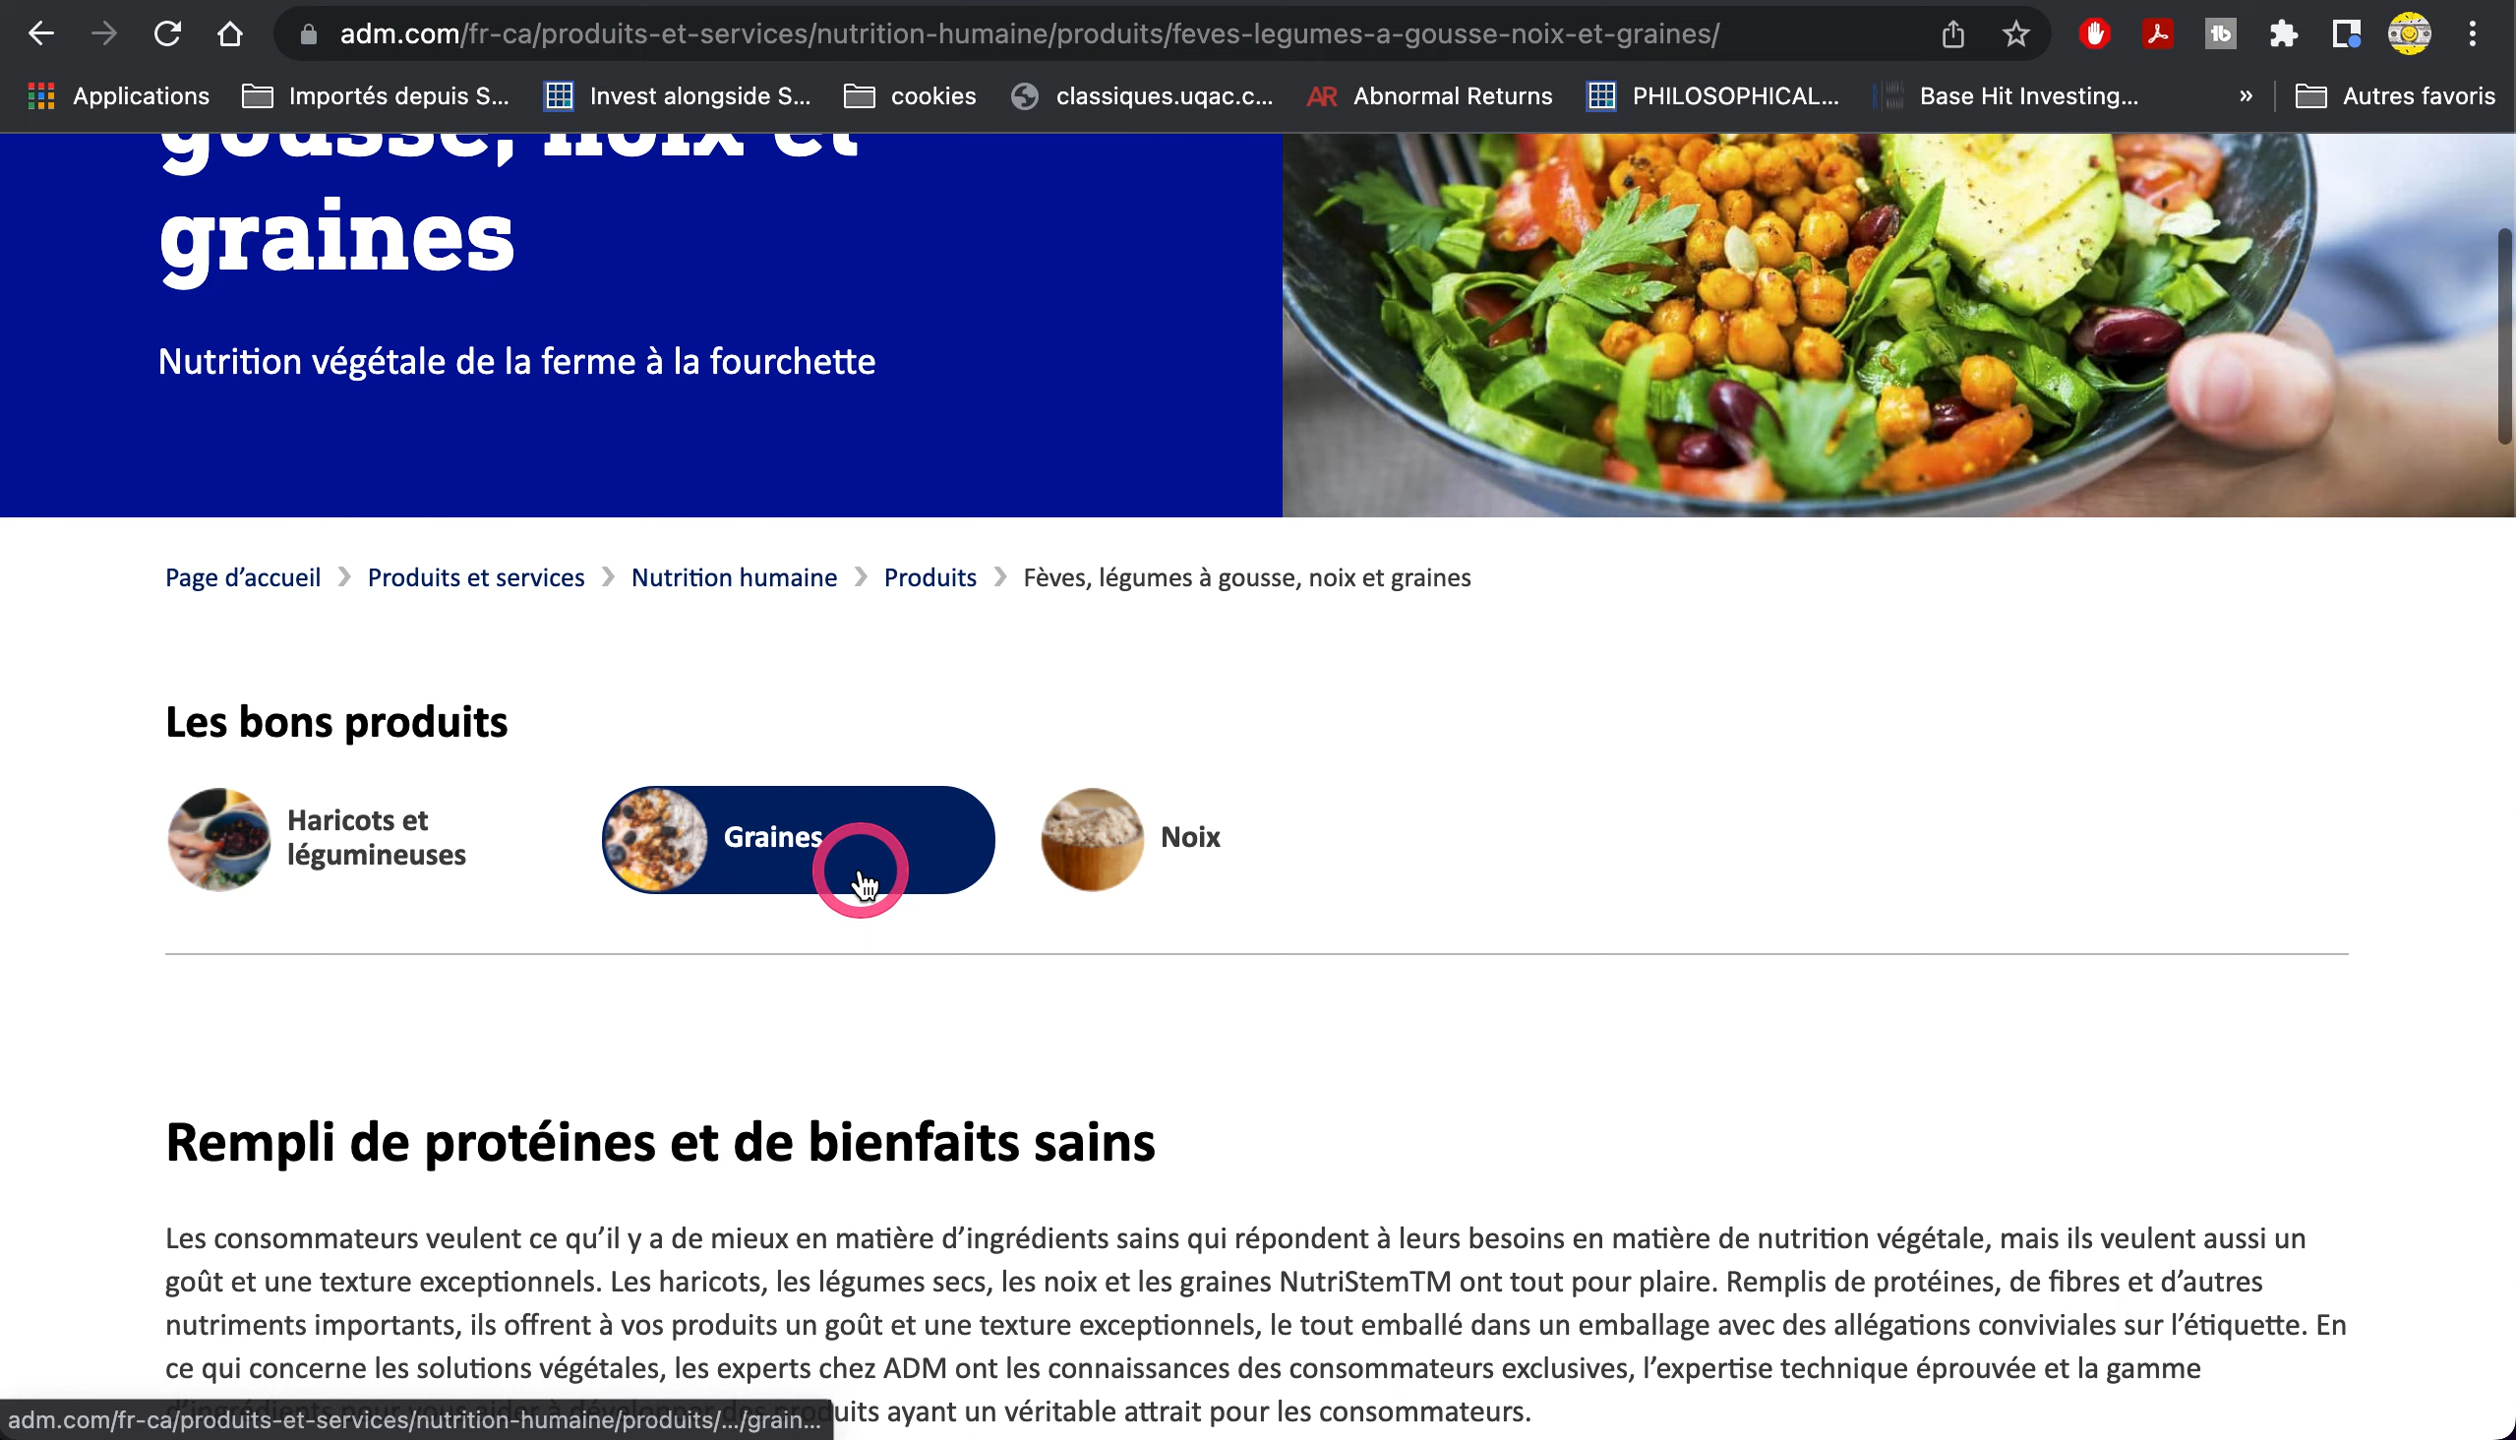 adm.com/fr-ca/produits-et-services/nutrition-humaine/produits/feves-legumes-a-gousse-noix-et-graines/
Applications
Importés depuis S...
Invest alongside S...
cookies
classiques.uqac.c...
AR Abnormal Returns
PHILOSOPHICAL...
Base Hit Investing...
»
Autres favoris
gousse, noix et
graines
Nutrition végétale de la ferme à la fourchette
Page d’accueil > Produits et services > Nutrition humaine > Produits > Fèves, légumes à gousse, noix et graines
Les bons produits
Haricots et
légumineuses
Graines
Noix
Rempli de protéines et de bienfaits sains
Les consommateurs veulent ce qu’il y a de mieux en matière d’ingrédients sains qui répondent à leurs besoins en matière de nutrition végétale, mais ils veulent aussi un
goût et une texture exceptionnels. Les haricots, les légumes secs, les noix et les graines NutriStemTM ont tout pour plaire. Remplis de protéines, de fibres et d’autres
nutriments importants, ils offrent à vos produits un goût et une texture exceptionnels, le tout emballé dans un emballage avec des allégations conviviales sur l’étiquette. En
ce qui concerne les solutions végétales, les experts chez ADM ont les connaissances des consommateurs exclusives, l’expertise technique éprouvée et la gamme
uits ayant un véritable attrait pour les consommateurs.
adm.com/fr-ca/produits-et-services/nutrition-humaine/produits/.../grain...